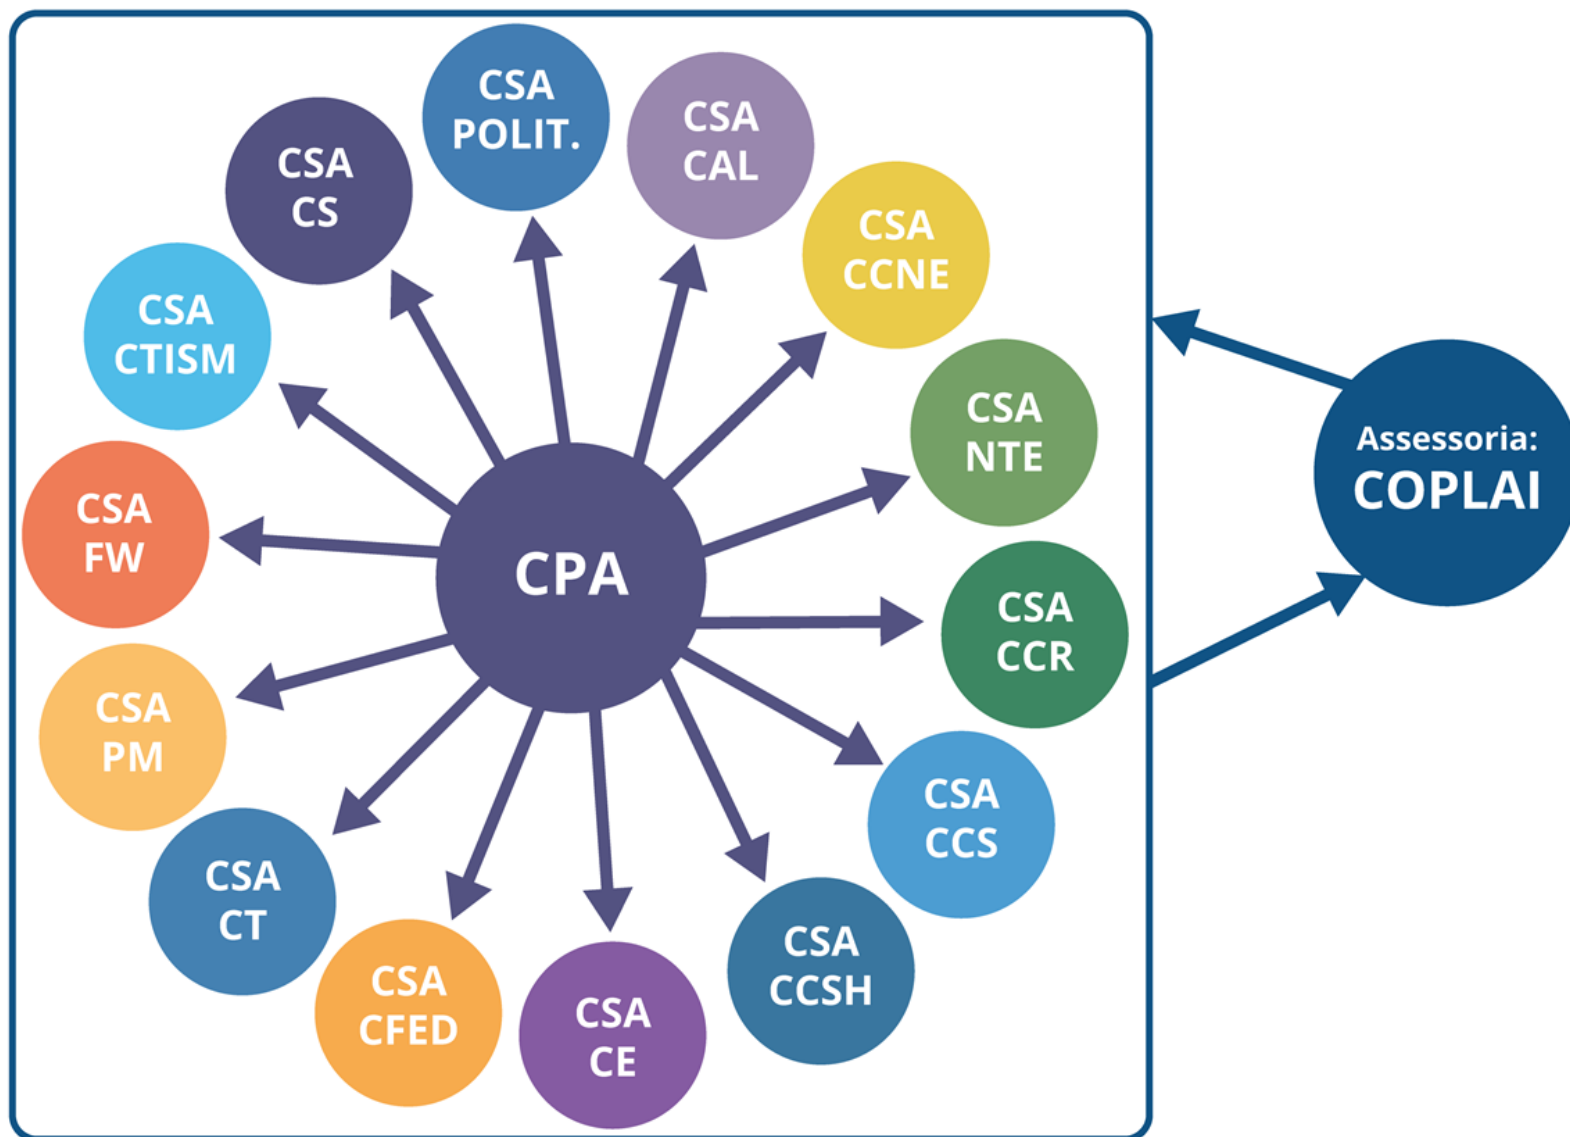 CSA
POLIT.
CSA
CAL
CSA
CS
CSA
CCNE
CSA
CTISM
CSA
NTE
Assessoria:
COPLAI
CSA
FW
CPA
CSA
CCR
CSA
PM
CSA
CCS
CSA
CT
CSA
CCSH
CSA
CFED
CSA
CE